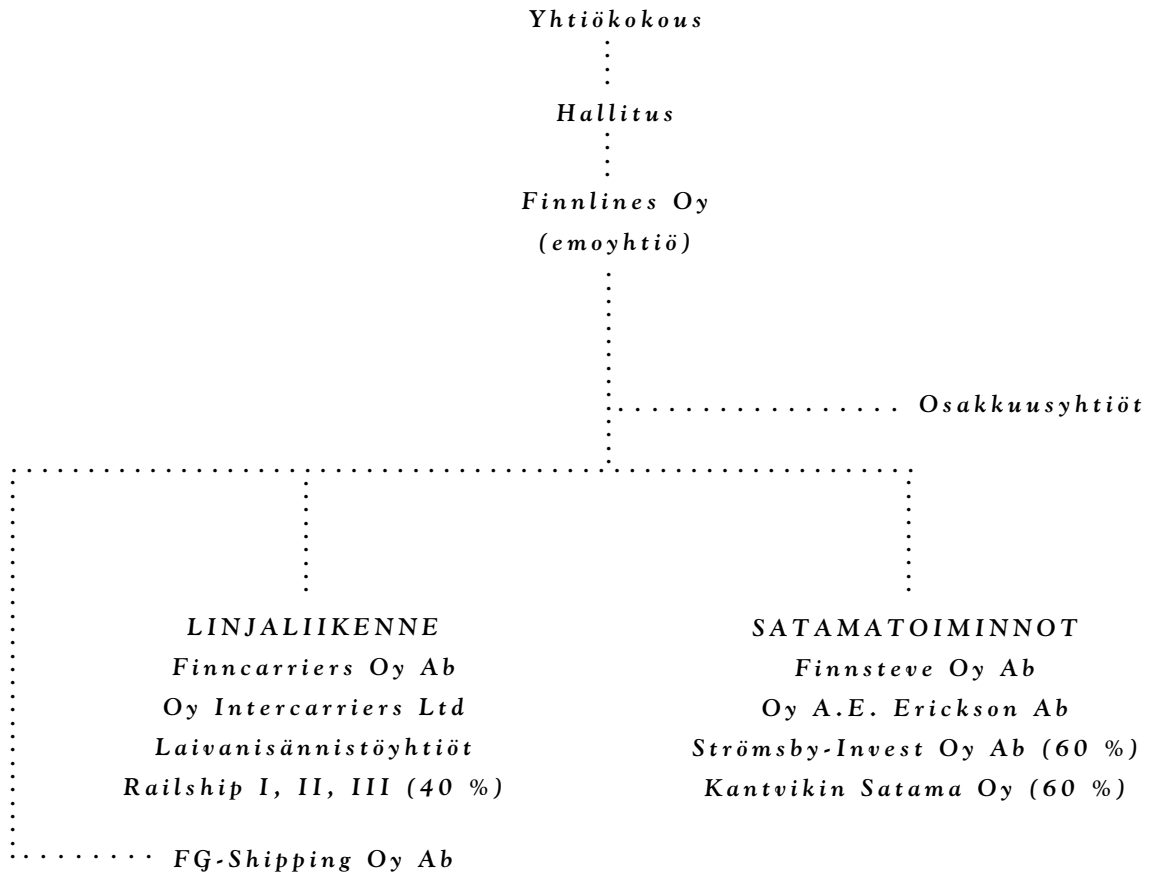 Yhtiökokous
Hallitus
Finnlines Oy
(emoyhtiö)
Osakkuusyhtiöt
LINJALIIKENNE
Finncarriers Oy Ab
Oy Intercarriers Ltd
Laivanisännistöyhtiöt
Railship I, II, III (40 %)
SATAMATOIMINNOT
Finnsteve Oy Ab
Oy A.E. Erickson Ab
Strömsby-Invest Oy Ab (60 %)
Kantvikin Satama Oy (60 %)
FG-Shipping Oy Ab